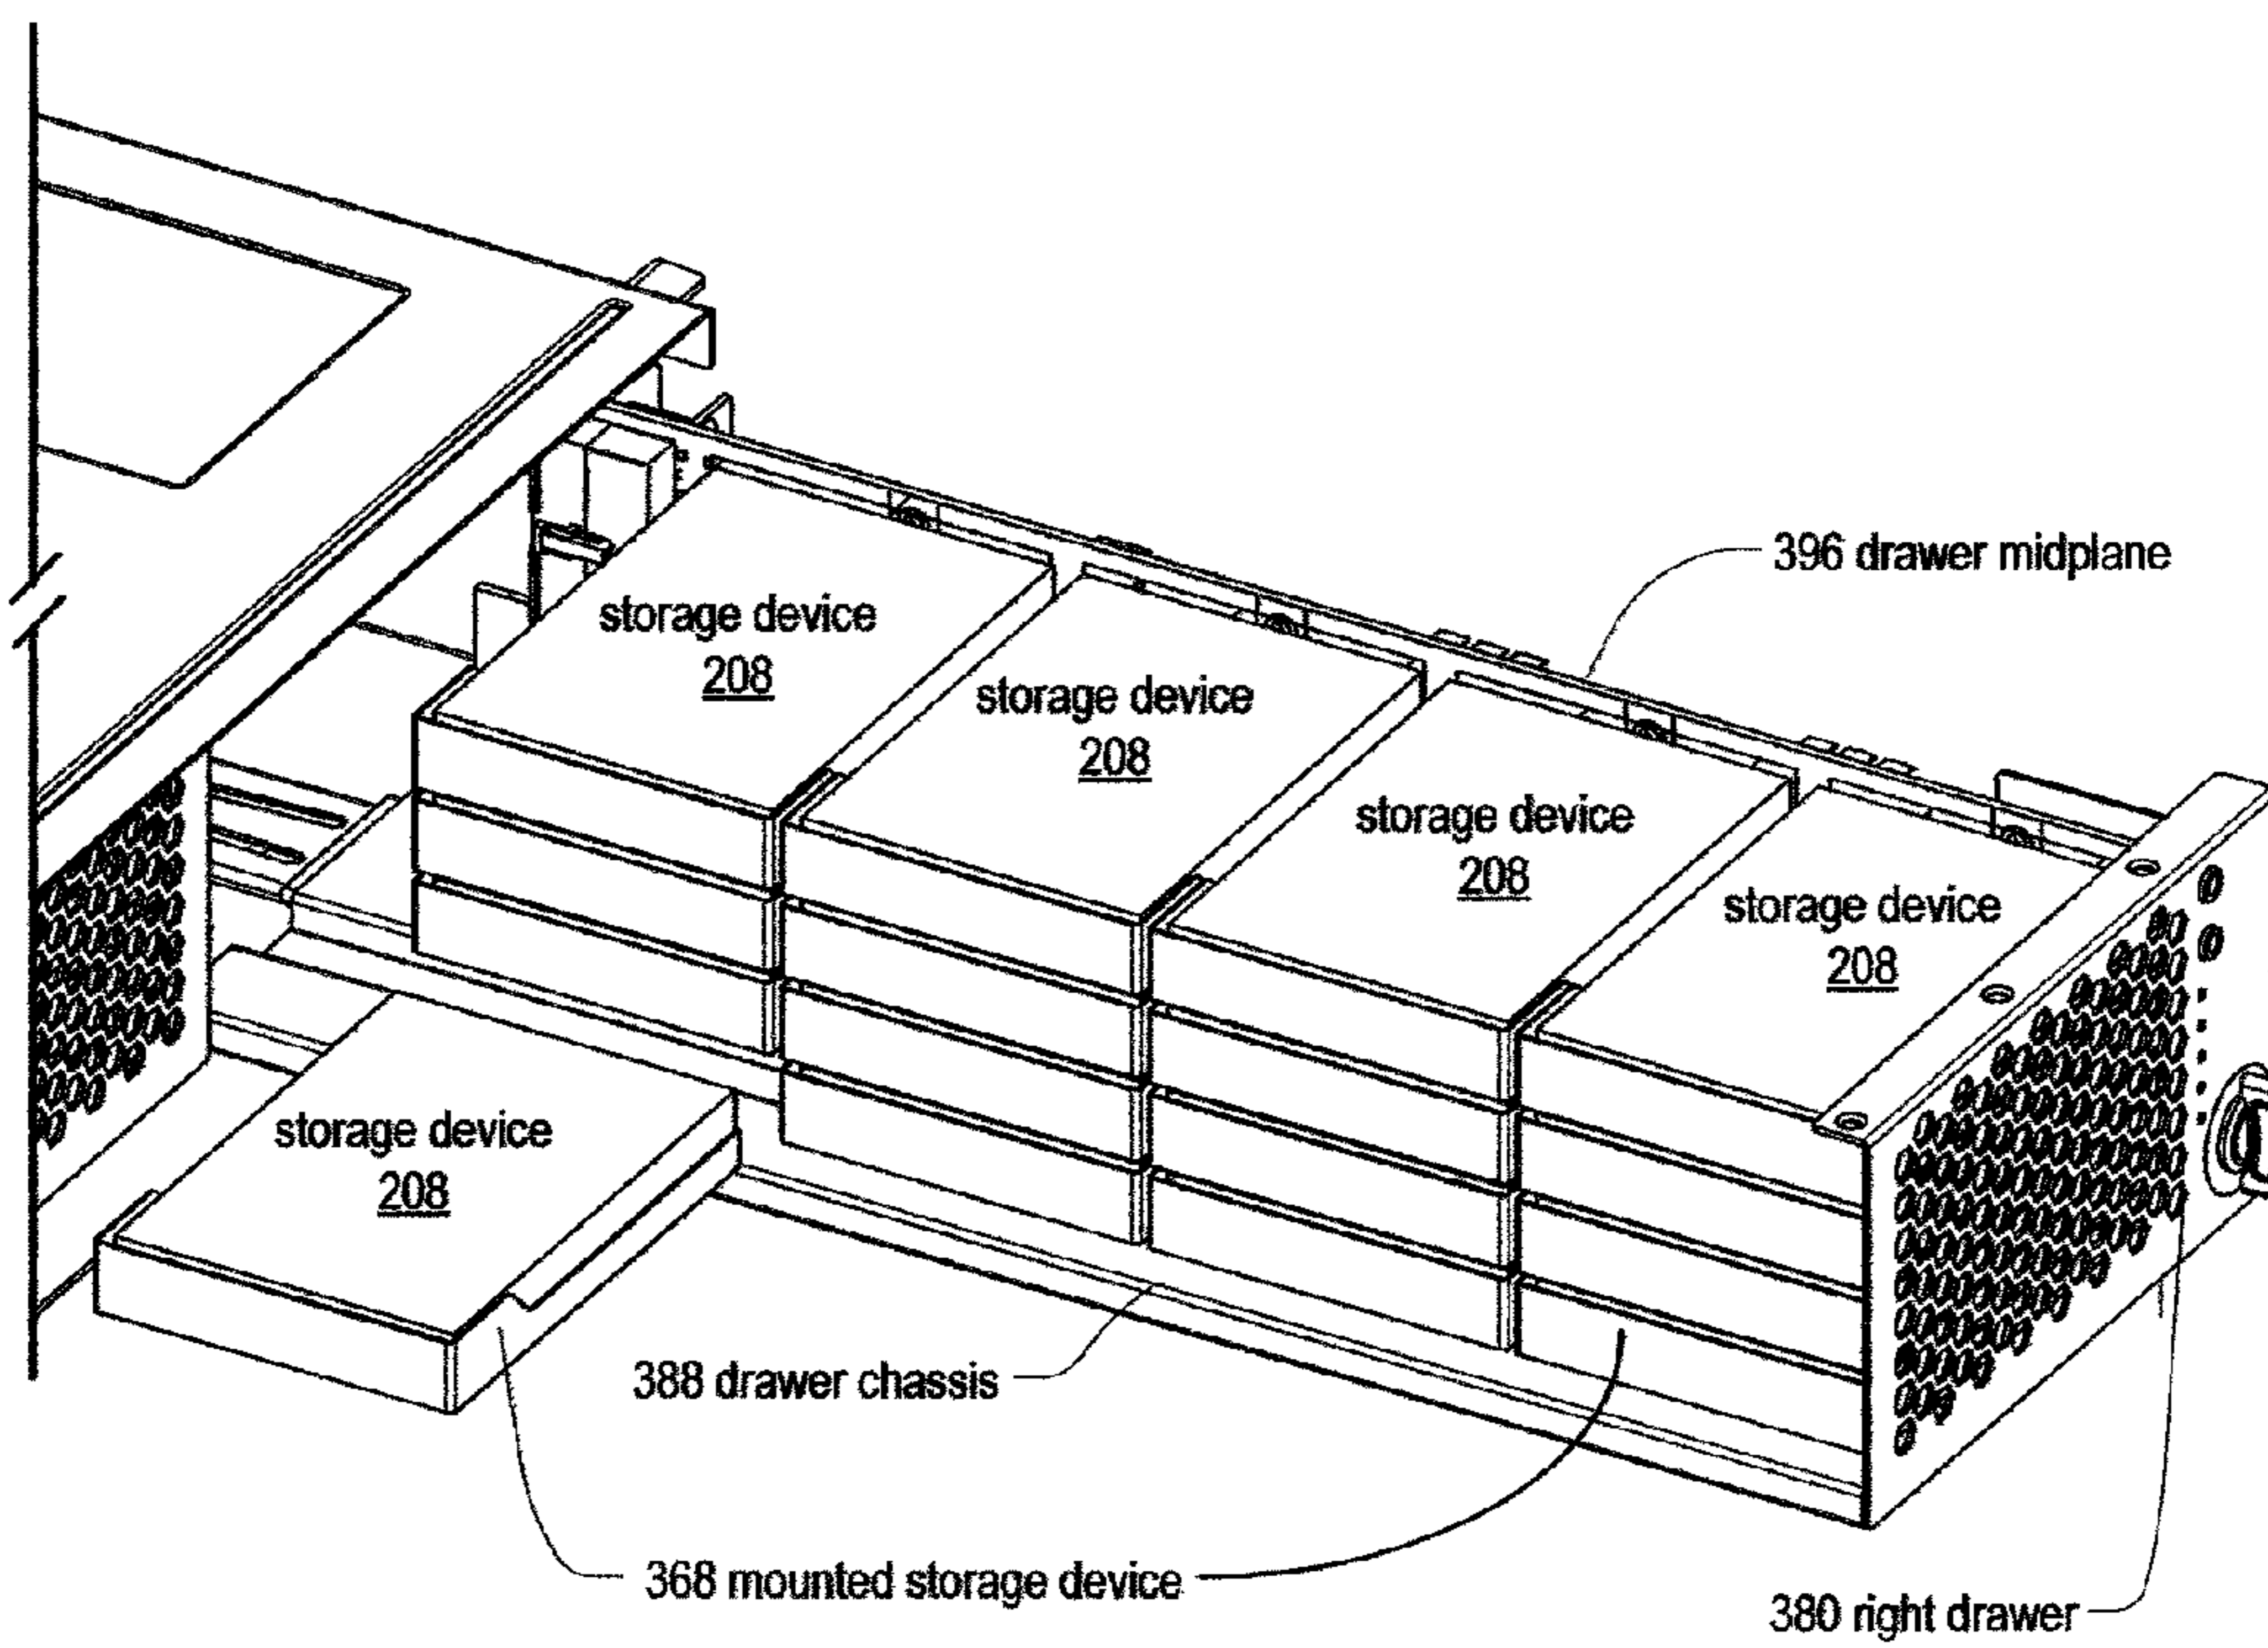 396 drawer midplane
storage device
208
storage device
208
storage device
208
storage device
208
storage device
208
388 drawer chassis
368 mounted storage device
380 right drawer